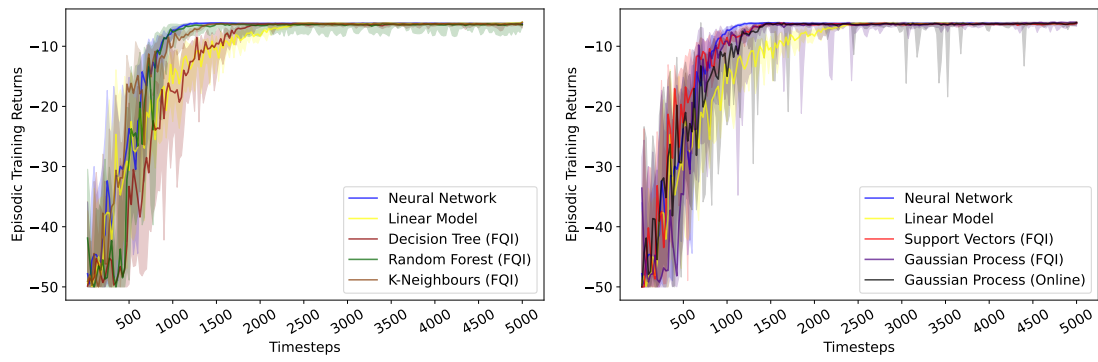 Episodic Training Returns
−10
−20
−30
−40
−50
Neural Network
Linear Model
Decision Tree (FQI)
Random Forest (FQI)
K-Neighbours (FQI)
500 1000 1500 2000 2500 3000 3500 4000 4500 5000
Timesteps
Episodic Training Returns
−10
−20
−30
−40
−50
Neural Network
Linear Model
Support Vectors (FQI)
Gaussian Process (FQI)
Gaussian Process (Online)
500 1000 1500 2000 2500 3000 3500 4000 4500 5000
Timesteps